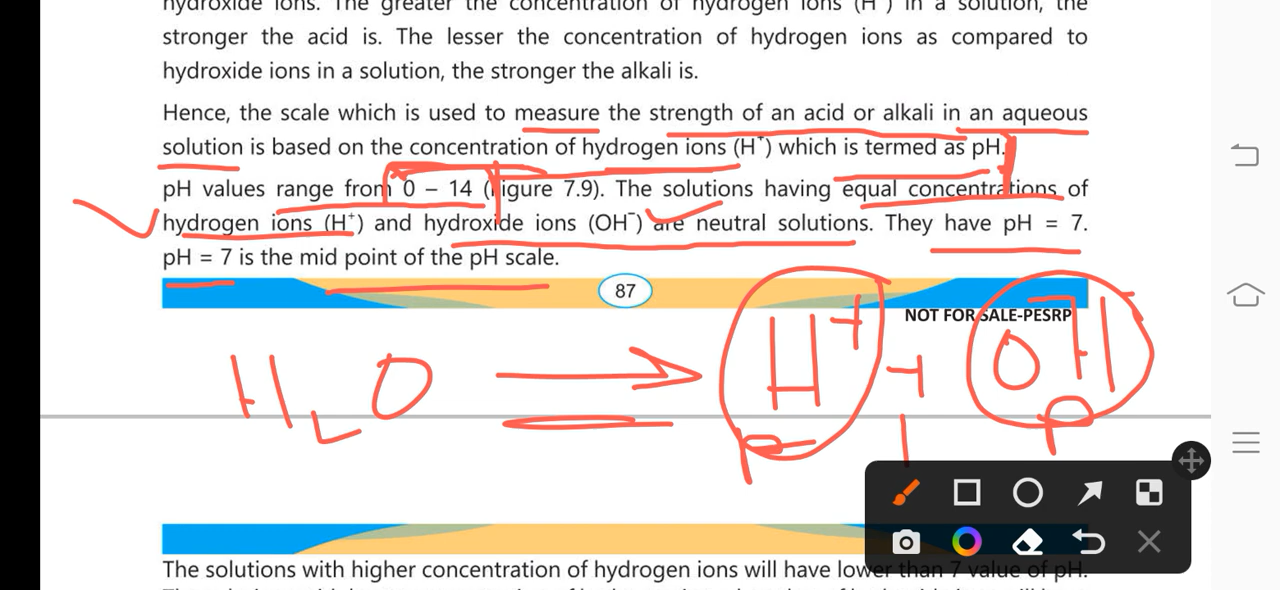 hydroxide ions. The greater the concentration of hydrogen ions (H⁺) in a solution, the
stronger the acid is. The lesser the concentration of hydrogen ions as compared to
hydroxide ions in a solution, the stronger the alkali is.
Hence, the scale which is used to measure the strength of an acid or alkali in an aqueous
solution is based on the concentration of hydrogen ions (H⁺) which is termed as pH.
pH values range from 0 – 14 (Figure 7.9). The solutions having equal concentrations of
hydrogen ions (H⁺) and hydroxide ions (OH⁻) are neutral solutions. They have pH = 7.
pH = 7 is the mid point of the pH scale.
87
NOT FOR SALE-PESRP
H₂O → H⁺ + OH
The solutions with higher concentration of hydrogen ions will have lower than 7 value of pH.